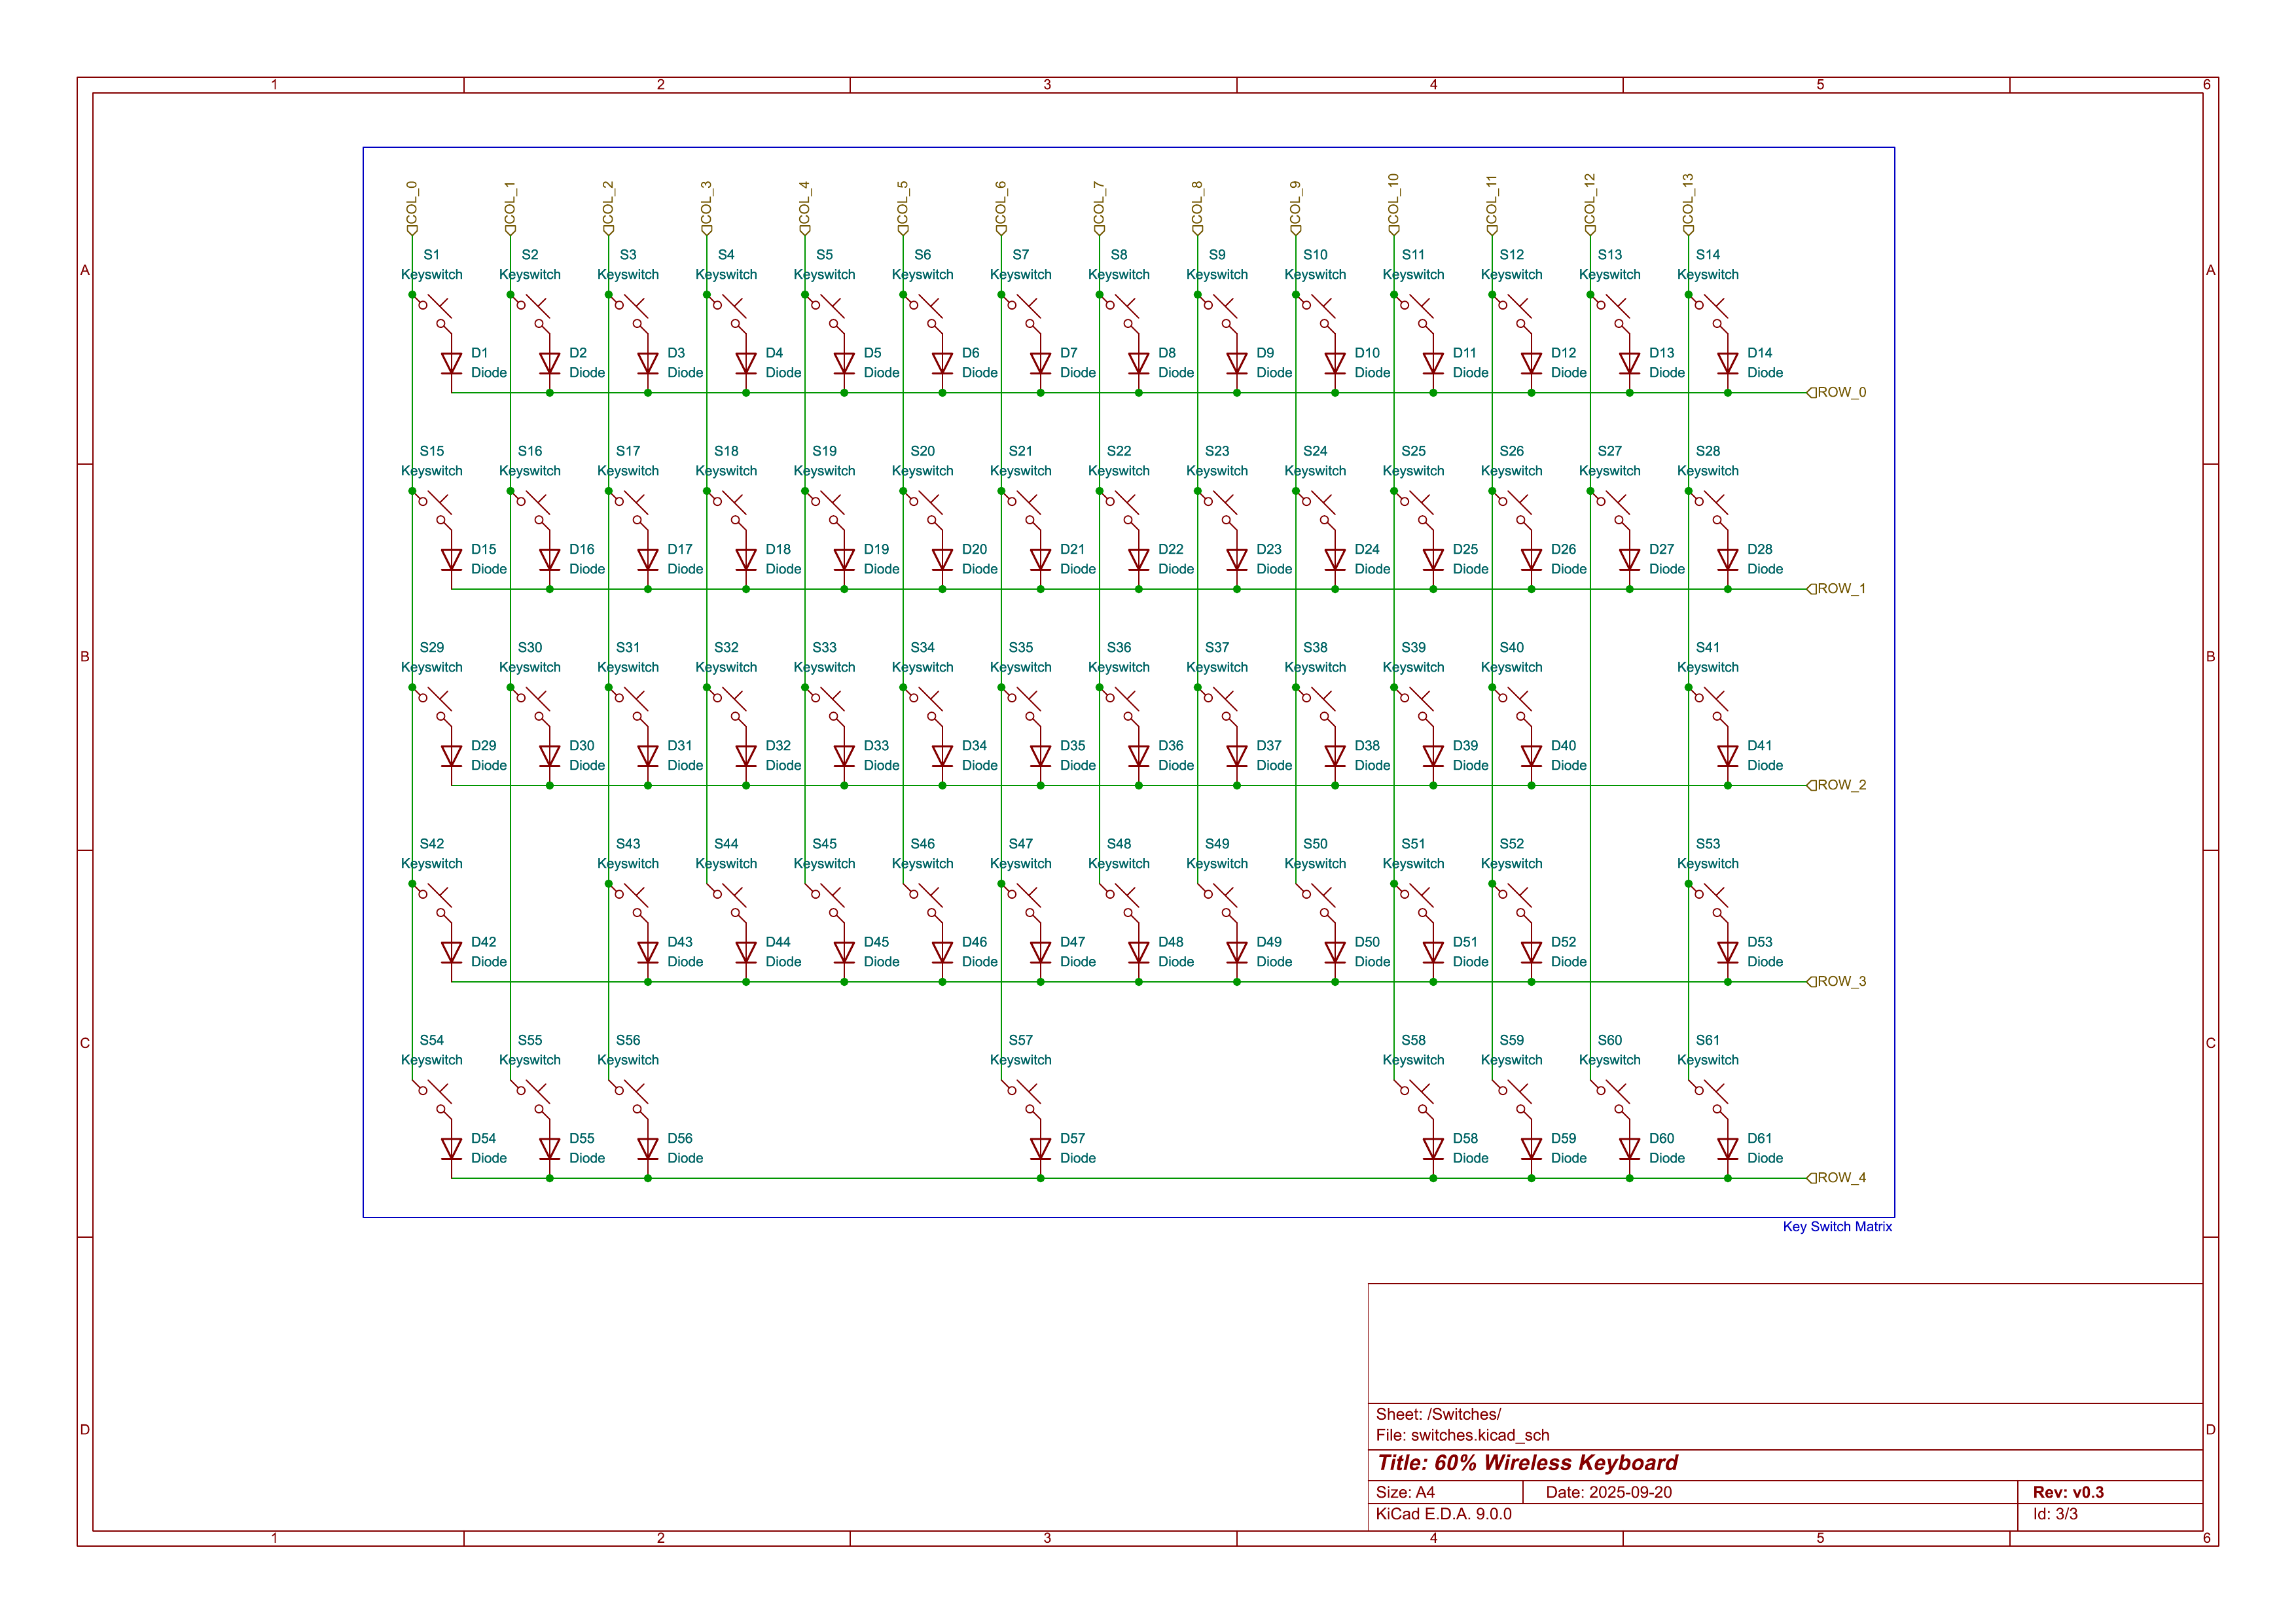 1 2 3 4 5 6
COL_0 COL_1 COL_2 COL_3 COL_4 COL_5 COL_6 COL_7 COL_8 COL_9 COL_10 COL_11 COL_12 COL_13
S1 S2 S3 S4 S5 S6 S7 S8 S9 S10 S11 S12 S13 S14
A Keyswitch Keyswitch Keyswitch Keyswitch Keyswitch Keyswitch Keyswitch Keyswitch Keyswitch Keyswitch Keyswitch Keyswitch Keyswitch Keyswitch A
D1 D2 D3 D4 D5 D6 D7 D8 D9 D10 D11 D12 D13 D14
Diode Diode Diode Diode Diode Diode Diode Diode Diode Diode Diode Diode Diode Diode
ROW_0
S15 S16 S17 S18 S19 S20 S21 S22 S23 S24 S25 S26 S27 S28
Keyswitch Keyswitch Keyswitch Keyswitch Keyswitch Keyswitch Keyswitch Keyswitch Keyswitch Keyswitch Keyswitch Keyswitch Keyswitch Keyswitch
D15 D16 D17 D18 D19 D20 D21 D22 D23 D24 D25 D26 D27 D28
Diode Diode Diode Diode Diode Diode Diode Diode Diode Diode Diode Diode Diode Diode
ROW_1
S29 S30 S31 S32 S33 S34 S35 S36 S37 S38 S39 S40 S41
B Keyswitch Keyswitch Keyswitch Keyswitch Keyswitch Keyswitch Keyswitch Keyswitch Keyswitch Keyswitch Keyswitch Keyswitch Keyswitch B
D29 D30 D31 D32 D33 D34 D35 D36 D37 D38 D39 D40 D41
Diode Diode Diode Diode Diode Diode Diode Diode Diode Diode Diode Diode Diode
ROW_2
S42 S43 S44 S45 S46 S47 S48 S49 S50 S51 S52 S53
Keyswitch Keyswitch Keyswitch Keyswitch Keyswitch Keyswitch Keyswitch Keyswitch Keyswitch Keyswitch Keyswitch Keyswitch
D42 D43 D44 D45 D46 D47 D48 D49 D50 D51 D52 D53
Diode Diode Diode Diode Diode Diode Diode Diode Diode Diode Diode Diode
ROW_3
S54 S55 S56 S57 S58 S59 S60 S61
C Keyswitch Keyswitch Keyswitch Keyswitch Keyswitch Keyswitch Keyswitch Keyswitch C
D54 D55 D56 D57 D58 D59 D60 D61
Diode Diode Diode Diode Diode Diode Diode Diode
ROW_4
Key Switch Matrix
Sheet: /Switches/
D D
File: switches.kicad_sch
Title: 60% Wireless Keyboard
Size: A4 Date: 2025-09-20 Rev: v0.3
KiCad E.D.A. 9.0.0 Id: 3/3
1 2 3 4 5 6